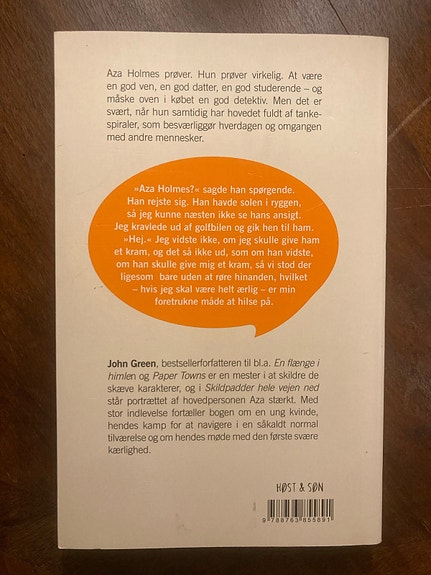 Aza Holmes prøver. Hun prøver virkelig. At være
en god ven, en god datter, en god studerende – og
måske oven i købet en god detektiv. Men det er
svært, når hun samtidig har hovedet fuldt af tanke-
spiraler, som besværliggør hverdagen og omgangen
med andre mennesker.
»Aza Holmes?« sagde han spørgende.
Han rejste sig. Han havde solen i ryggen,
så jeg kunne næsten ikke se hans ansigt.
Jeg kravlede ud af golfbilen og gik hen til ham.
»Hej.« Jeg vidste ikke, om jeg skulle give ham
et kram, og det så ikke ud, som om han vidste,
om han skulle give mig et kram, så vi stod der
ligesom bare uden at røre hinanden, hvilket
– hvis jeg skal være helt ærlig – er min
foretrukne måde at hilse på.
John Green, bestsellerforfatteren til bl.a. En flænge i
himlen og Paper Towns er en mester i at skildre de
skæve karakterer, og i Skildpadder hele vejen ned
står portrættet af hovedpersonen Aza stærkt. Med
stor indlevelse fortæller bogen om en ung kvinde,
hendes kamp for at navigere i en såkaldt normal
tilværelse og om hendes møde med den første svære
kærlighed.
HØST & SØN
9 788763 855891